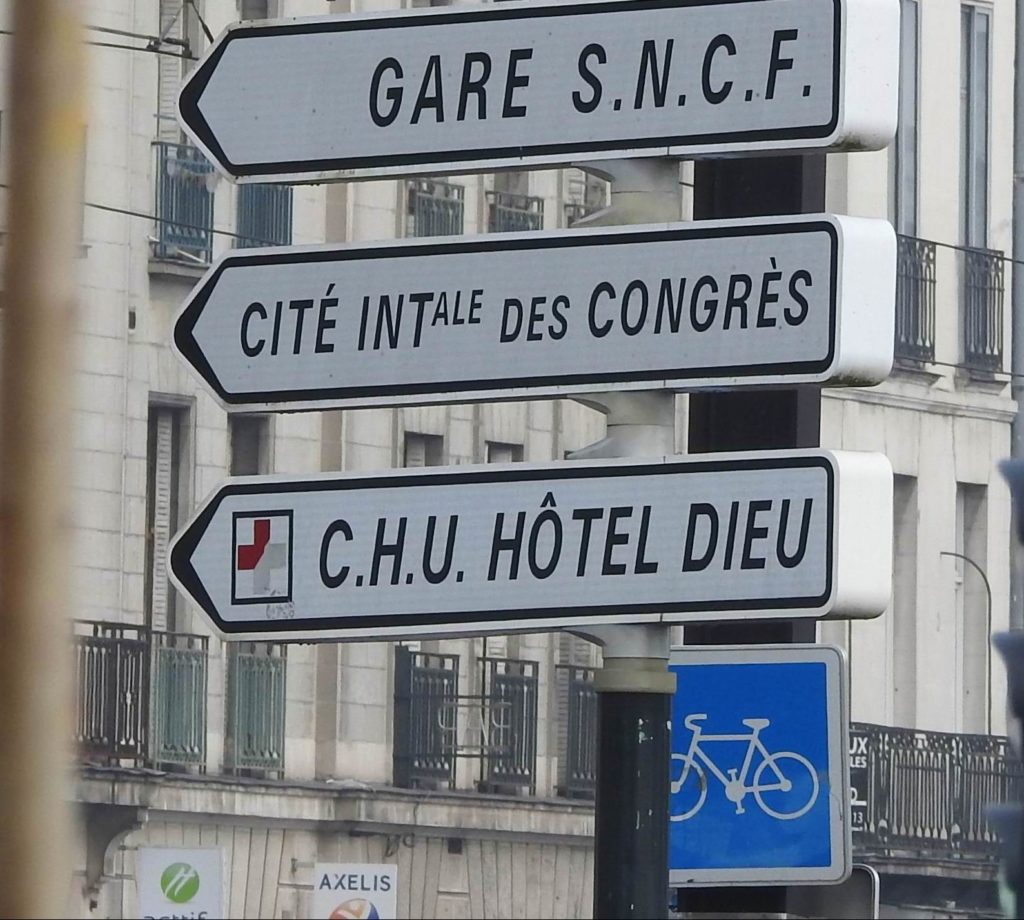 GARE S.N.C.F.
CITÉ INTALE DES CONGRÈS
C.H.U. HÔTEL DIEU
AXELIS